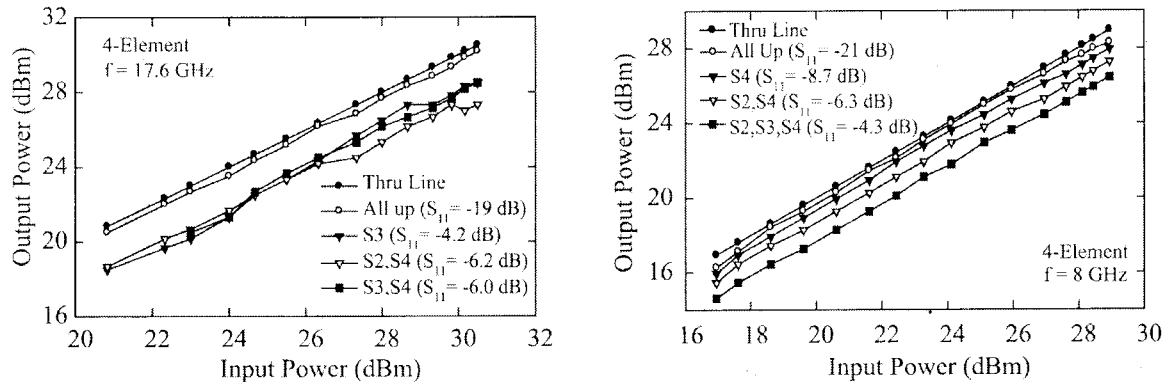 32
28
24
20
16
Output Power (dBm)
4-Element
f = 17.6 GHz
Thru Line
All up (S11= -19 dB)
S3 (S11= -4.2 dB)
S2,S4 (S11= -6.2 dB)
S3,S4 (S11= -6.0 dB)
20 22 24 26 28 30 32
Input Power (dBm)
28
24
20
16
Output Power (dBm)
Thru Line
All Up (S11= -21 dB)
S4 (S11= -8.7 dB)
S2,S4 (S11= -6.3 dB)
S2,S3,S4 (S11= -4.3 dB)
4-Element
f = 8 GHz
16 18 20 22 24 26 28 30
Input Power (dBm)